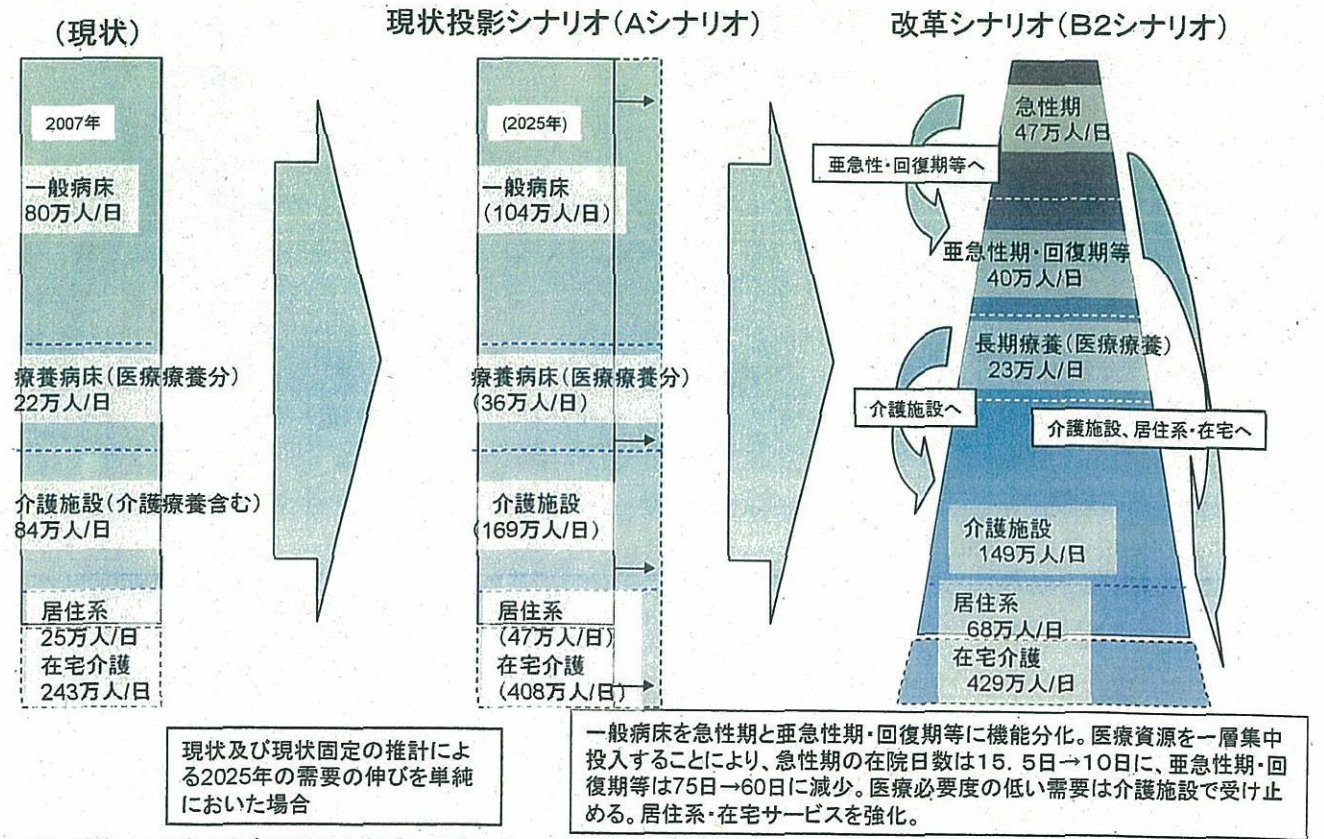 (現状)
2007年
一般病床
80万人/日
療養病床(医療療養分)
22万人/日
介護施設(介護療養含む)
84万人/日
居住系
25万人/日
在宅介護
243万人/日
現状投影シナリオ(Aシナリオ)
(2025年)
一般病床
(104万人/日)
療養病床(医療療養分)
(36万人/日)
介護施設
(169万人/日)
居住系
(47万人/日)
在宅介護
(408万人/日)
改革シナリオ(B2シナリオ)
急性期
47万人/日
亜急性・回復期等へ
亜急性期・回復期等
40万人/日
長期療養(医療療養)
23万人/日
介護施設へ
介護施設、居住系・在宅へ
介護施設
149万人/日
居住系
68万人/日
在宅介護
429万人/日
現状及び現状固定の推計によ
る2025年の需要の伸びを単純
においた場合
一般病床を急性期と亜急性期・回復期等に機能分化。医療資源を一層集中
投入することにより、急性期の在院日数は15.5日→10日に、亜急性期・回
復期等は75日→60日に減少。医療必要度の低い需要は介護施設で受け止
める。居住系・在宅サービスを強化。